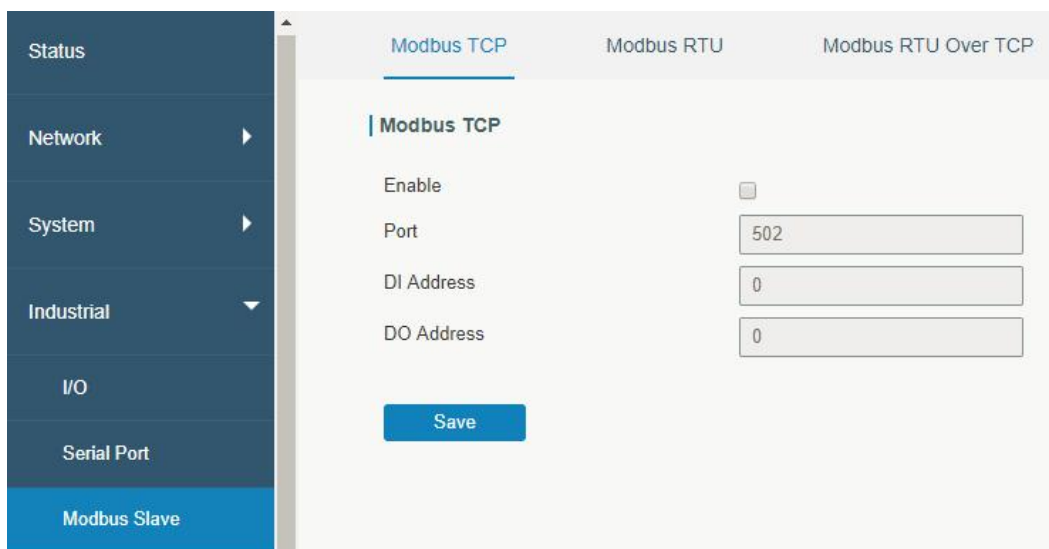 Status
Network
System
Industrial
I/O
Serial Port
Modbus Slave
Modbus TCP Modbus RTU Modbus RTU Over TCP
Modbus TCP
Enable
Port 502
DI Address 0
DO Address 0
Save